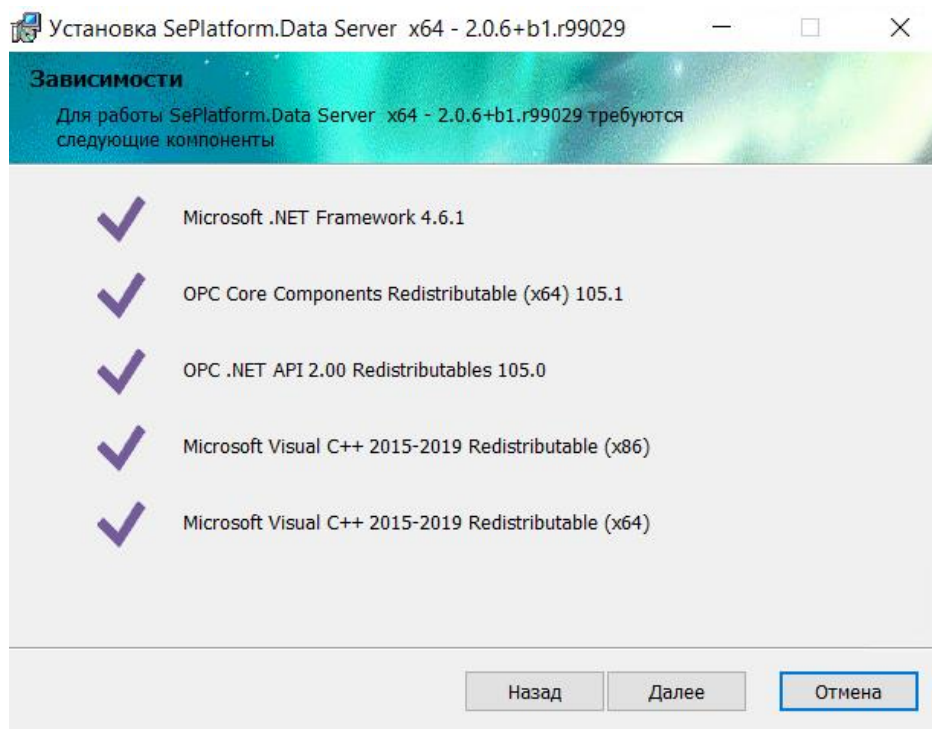 Установка SePlatform.Data Server x64 - 2.0.6+b1.r99029
Зависимости
Для работы SePlatform.Data Server x64 - 2.0.6+b1.r99029 требуются
следующие компоненты
Microsoft .NET Framework 4.6.1
OPC Core Components Redistributable (x64) 105.1
OPC .NET API 2.00 Redistributables 105.0
Microsoft Visual C++ 2015-2019 Redistributable (x86)
Microsoft Visual C++ 2015-2019 Redistributable (x64)
Назад Далее Отмена